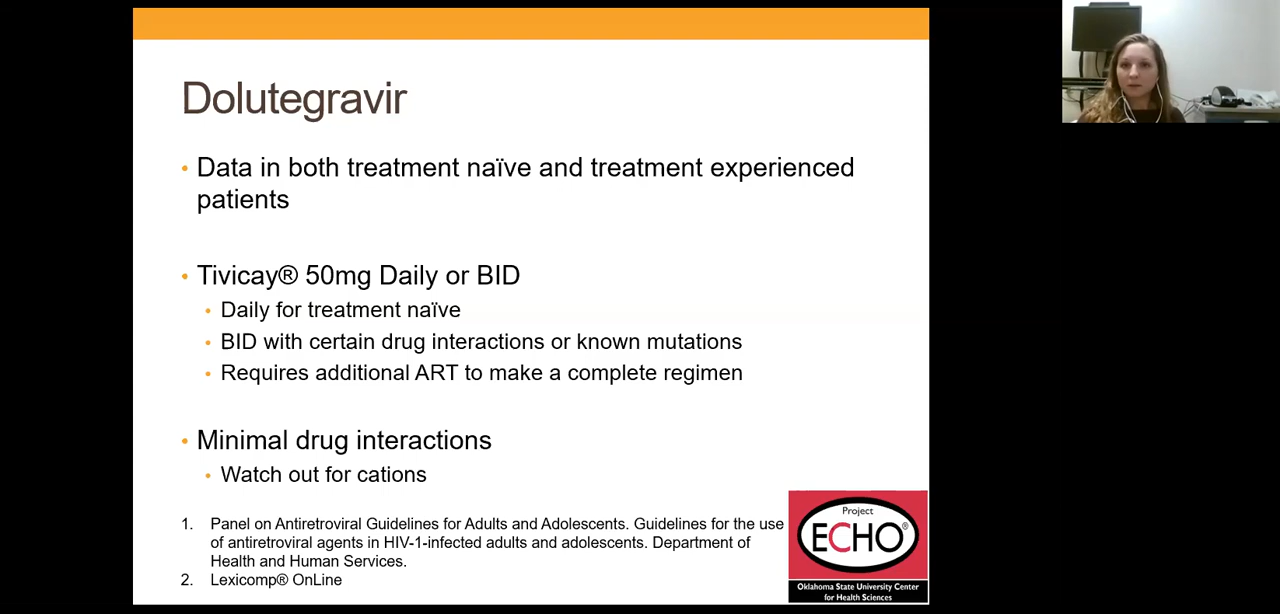 Dolutegravir
• Data in both treatment naïve and treatment experienced
patients
• Tivicay® 50mg Daily or BID
• Daily for treatment naïve
• BID with certain drug interactions or known mutations
• Requires additional ART to make a complete regimen
• Minimal drug interactions
• Watch out for cations
1. Panel on Antiretroviral Guidelines for Adults and Adolescents. Guidelines for the use
of antiretroviral agents in HIV-1-infected adults and adolescents. Department of
Health and Human Services.
2. Lexicomp® OnLine
Project
ECHO®
Oklahoma State University Center
for Health Sciences